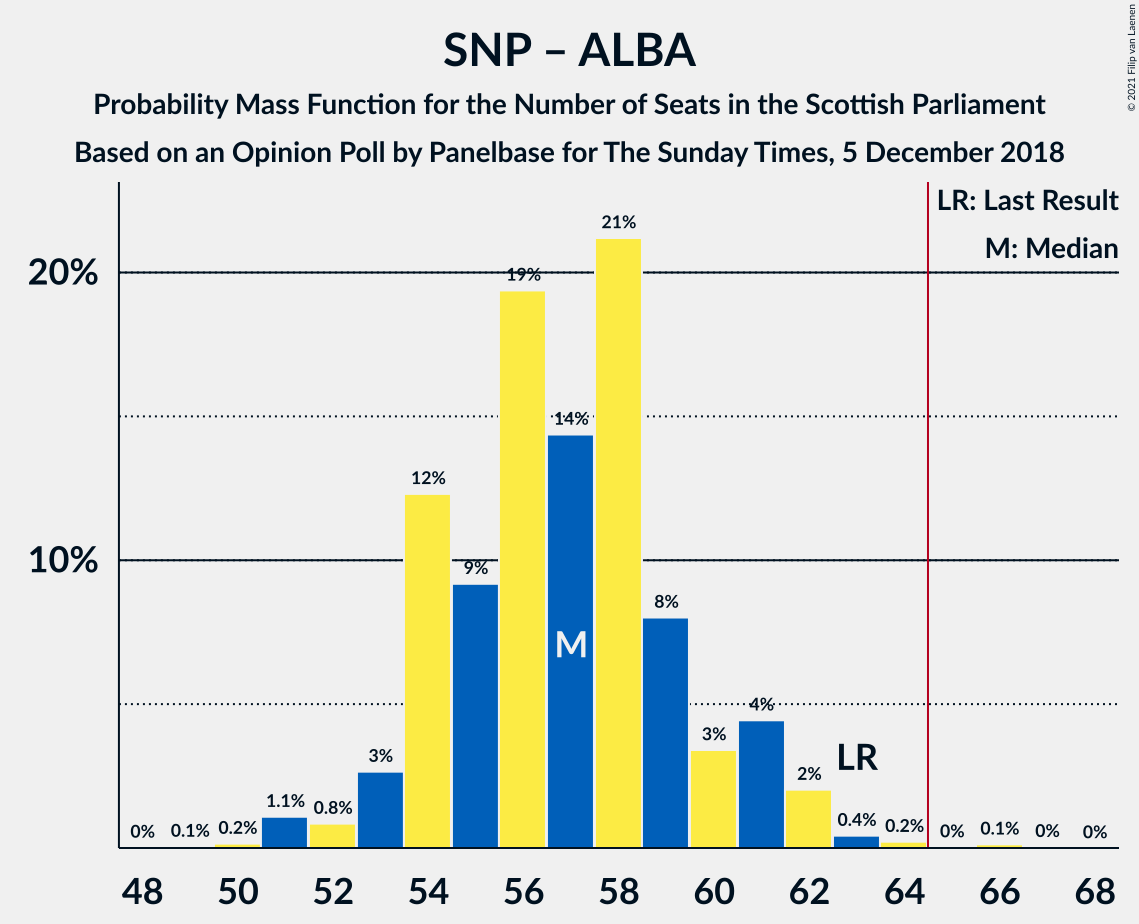 SNP – ALBA
Probability Mass Function for the Number of Seats in the Scottish Parliament
Based on an Opinion Poll by Panelbase for The Sunday Times, 5 December 2018
© 2021 Filip van Laenen
LR: Last Result
M: Median
20%
10%
0%
0.1%
0.2%
1.1%
0.8%
3%
12%
9%
19%
14%
21%
8%
3%
4%
2%
0.4%
0.2%
0%
0.1%
0%
0%
M
LR
48 50 52 54 56 58 60 62 64 66 68